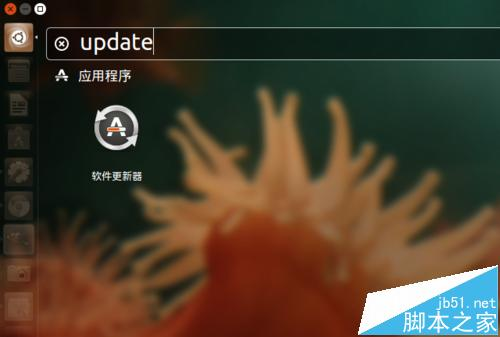 update
应用程序
软件更新器
jb51.net
脚本之家